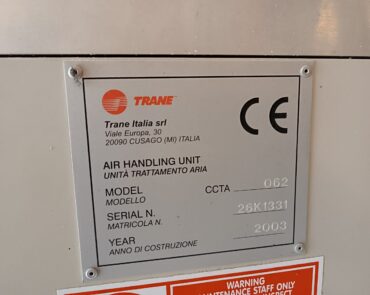 TRANE
Trane Italia srl
Viale Europa, 30
20090 CUSAGO (MI) ITALIA
CE
AIR HANDLING UNIT
UNITÀ TRATTAMENTO ARIA
MODEL CCTA 062
MODELLO
SERIAL N. 26K1331
MATRICOLA N.
YEAR 2003
ANNO DI COSTRUZIONE
WARNING
MAINTENANCE STAFF ONLY